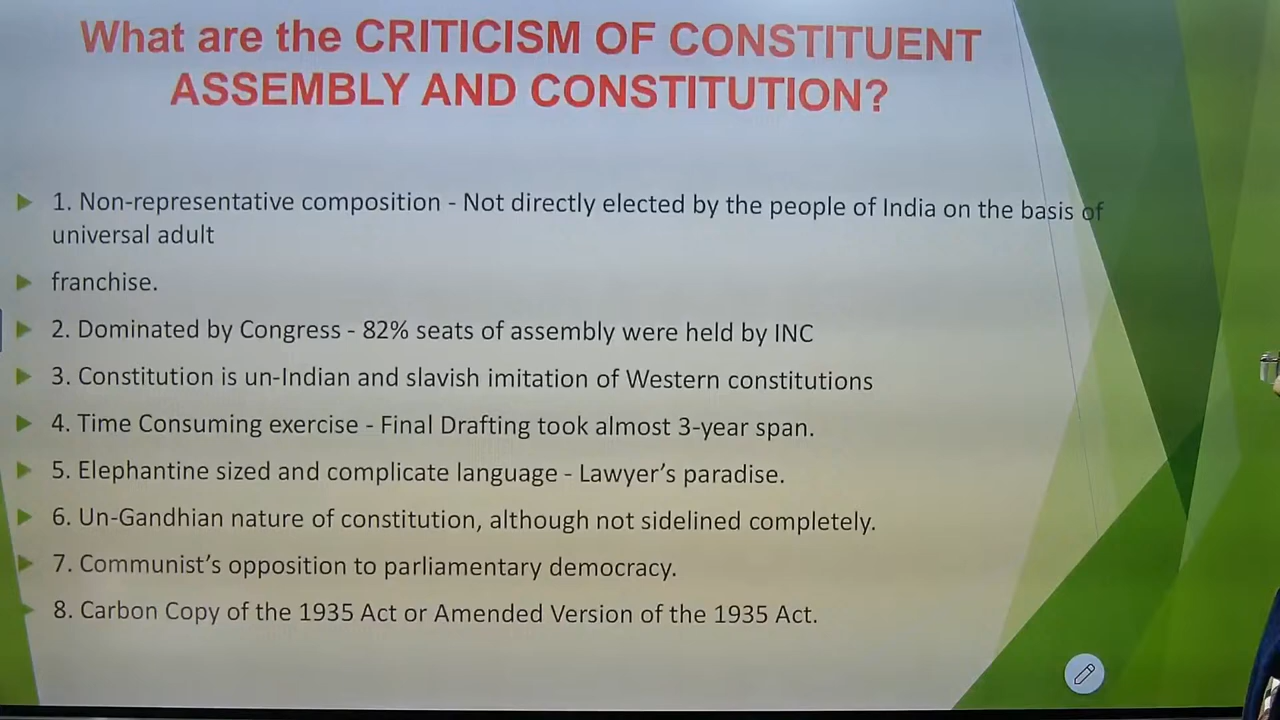 What are the CRITICISM OF CONSTITUENT
ASSEMBLY AND CONSTITUTION?
1. Non-representative composition - Not directly elected by the people of India on the basis of
universal adult
franchise.
2. Dominated by Congress - 82% seats of assembly were held by INC
3. Constitution is un-Indian and slavish imitation of Western constitutions
4. Time Consuming exercise - Final Drafting took almost 3-year span.
5. Elephantine sized and complicate language - Lawyer's paradise.
6. Un-Gandhian nature of constitution, although not sidelined completely.
7. Communist's opposition to parliamentary democracy.
8. Carbon Copy of the 1935 Act or Amended Version of the 1935 Act.